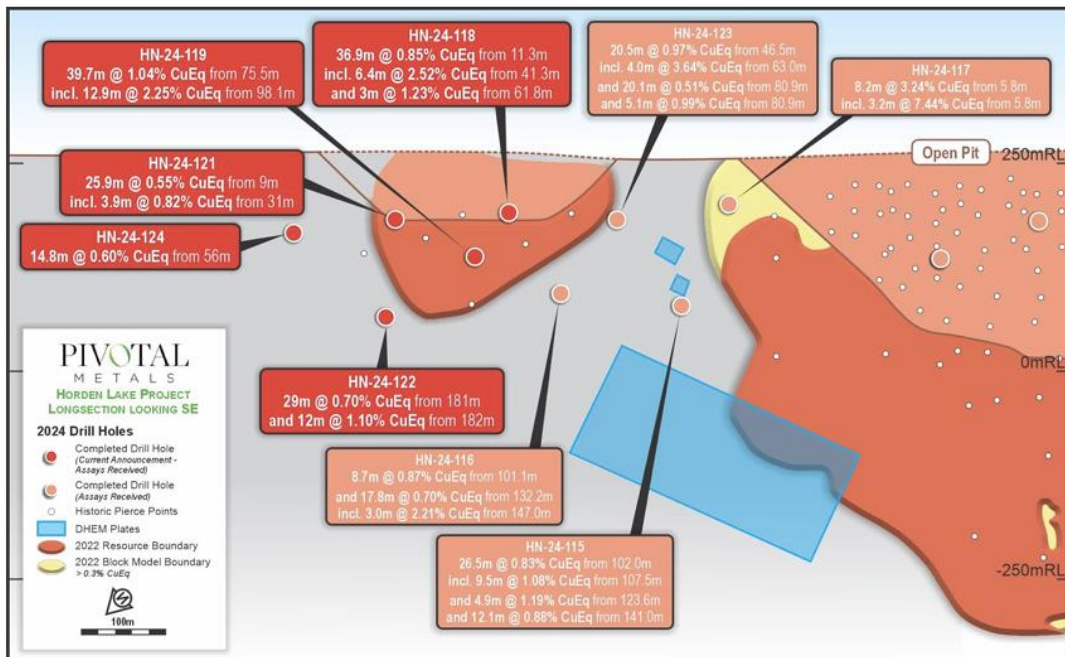 HN-24-119
39.7m @ 1.04% CuEq from 75.5m
incl. 12.9m @ 2.25% CuEq from 98.1m
HN-24-118
36.9m @ 0.85% CuEq from 11.3m
incl. 6.4m @ 2.52% CuEq from 41.3m
and 3m @ 1.23% CuEq from 61.8m
HN-24-123
20.5m @ 0.97% CuEq from 46.5m
incl. 4.0m @ 3.64% CuEq from 63.0m
and 20.1m @ 0.51% CuEq from 80.9m
and 5.1m @ 0.99% CuEq from 80.9m
HN-24-117
8.2m @ 3.24% CuEq from 5.8m
incl. 3.2m @ 7.44% CuEq from 5.8m
HN-24-121
25.9m @ 0.55% CuEq from 9m
incl. 3.9m @ 0.82% CuEq from 31m
HN-24-124
14.8m @ 0.60% CuEq from 56m
Open Pit
250mRL
0mRL
-250mRL
HN-24-122
29m @ 0.70% CuEq from 181m
and 12m @ 1.10% CuEq from 182m
HN-24-116
8.7m @ 0.87% CuEq from 101.1m
and 17.8m @ 0.70% CuEq from 132.2m
incl. 3.0m @ 2.21% CuEq from 147.0m
HN-24-115
26.5m @ 0.83% CuEq from 102.0m
incl. 9.5m @ 1.08% CuEq from 107.5m
and 4.9m @ 1.19% CuEq from 123.6m
and 12.1m @ 0.88% CuEq from 141.0m
PIVOTAL
METALS
HORDEN LAKE PROJECT
LONGSECTION LOOKING SE
2024 Drill Holes
Completed Drill Hole
(Current Announcement -
Assays Received)
Completed Drill Hole
(Assays Received)
Historic Pierce Points
DHEM Plates
2022 Resource Boundary
2022 Block Model Boundary
> 0.3% CuEq
100m